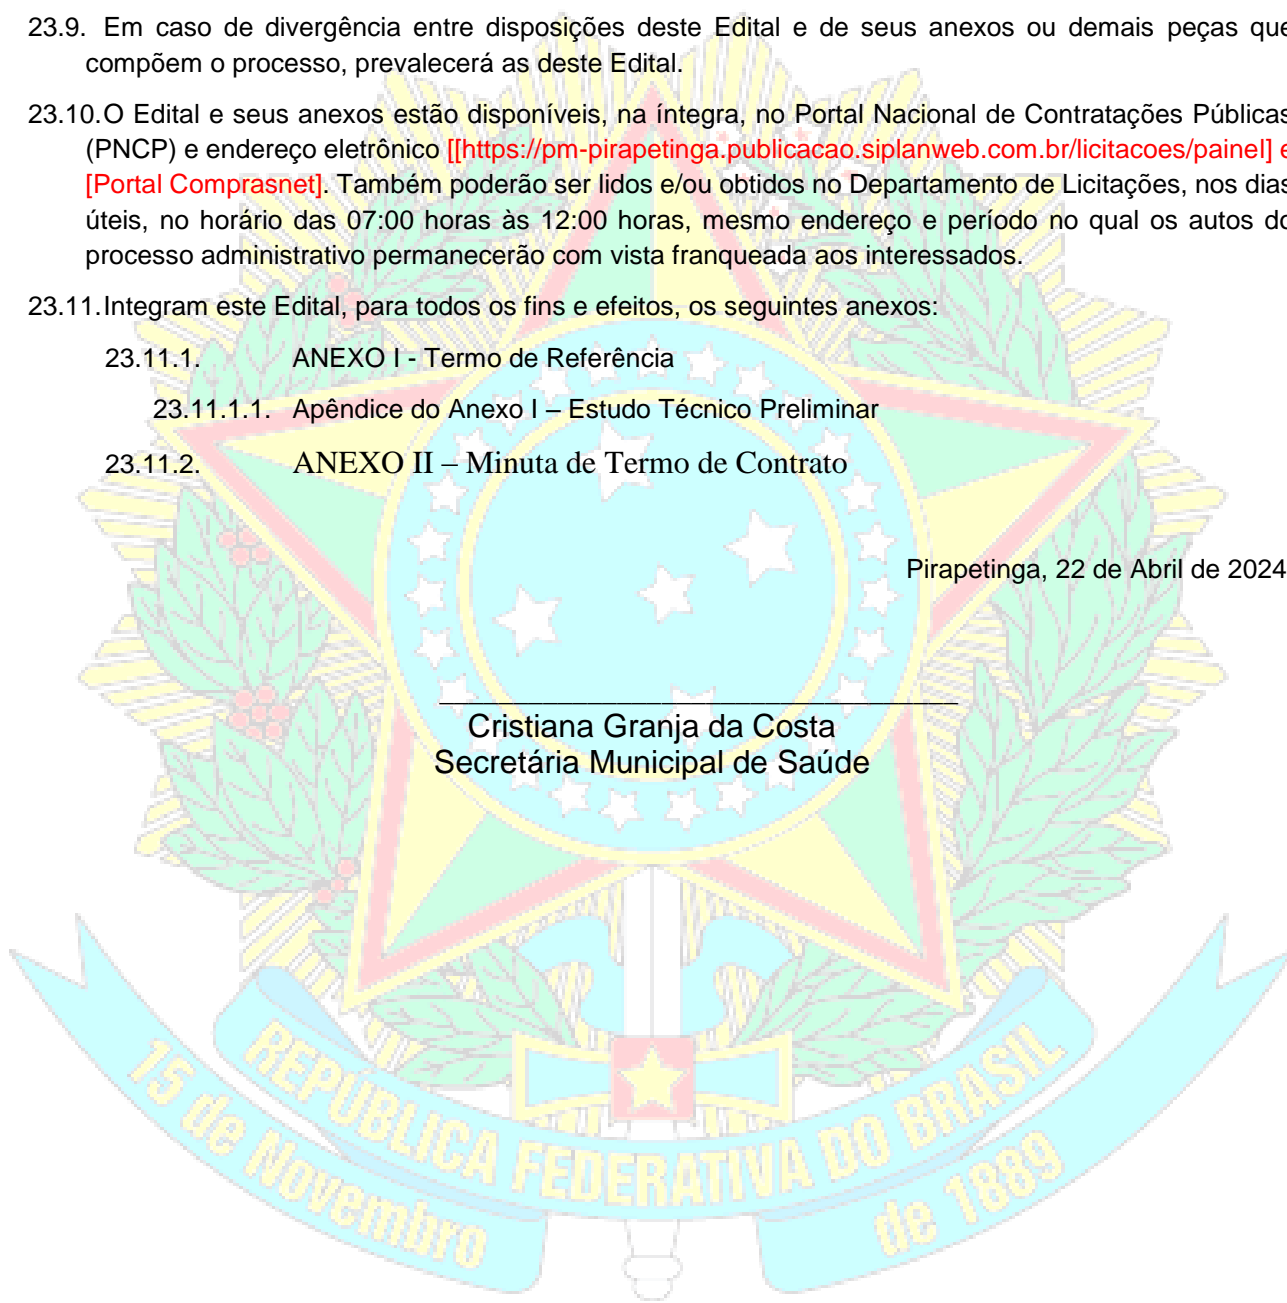 23.9. Em caso de divergência entre disposições deste Edital e de seus anexos ou demais peças que
compõem o processo, prevalecerá as deste Edital.
23.10.O Edital e seus anexos estão disponíveis, na íntegra, no Portal Nacional de Contratações Públicas
(PNCP) e endereço eletrônico [[https://pm-pirapetinga.publicacao.siplanweb.com.br/licitacoes/painel] e
[Portal Comprasnet]. Também poderão ser lidos e/ou obtidos no Departamento de Licitações, nos dias
úteis, no horário das 07:00 horas às 12:00 horas, mesmo endereço e período no qual os autos do
processo administrativo permanecerão com vista franqueada aos interessados.
23.11.Integram este Edital, para todos os fins e efeitos, os seguintes anexos:
23.11.1. ANEXO I - Termo de Referência
23.11.1.1. Apêndice do Anexo I – Estudo Técnico Preliminar
23.11.2. ANEXO II – Minuta de Termo de Contrato
Pirapetinga, 22 de Abril de 2024
Cristiana Granja da Costa
Secretária Municipal de Saúde
REPÚBLICA FEDERATIVA DO BRASIL
15 de Novembro
de 1889